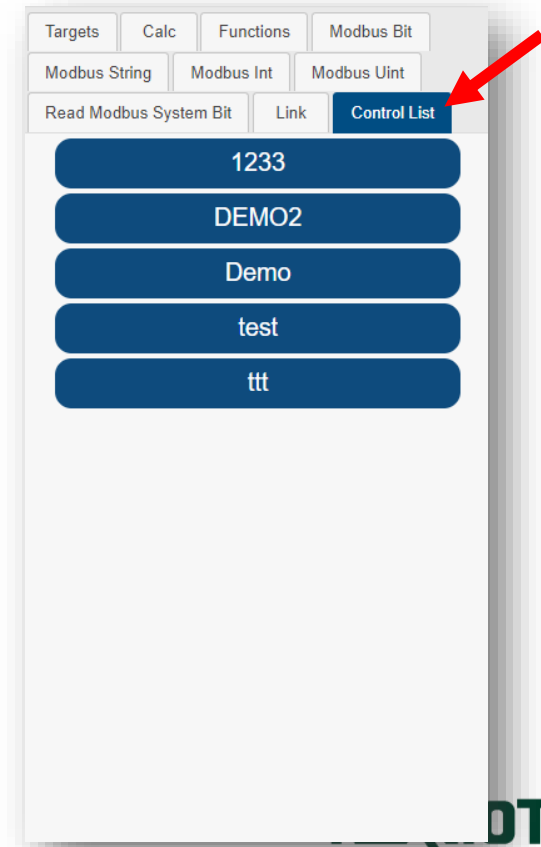 Targets Calc Functions Modbus Bit
Modbus String Modbus Int Modbus Uint
Read Modbus System Bit Link Control List
1233
DEMO2
Demo
test
ttt